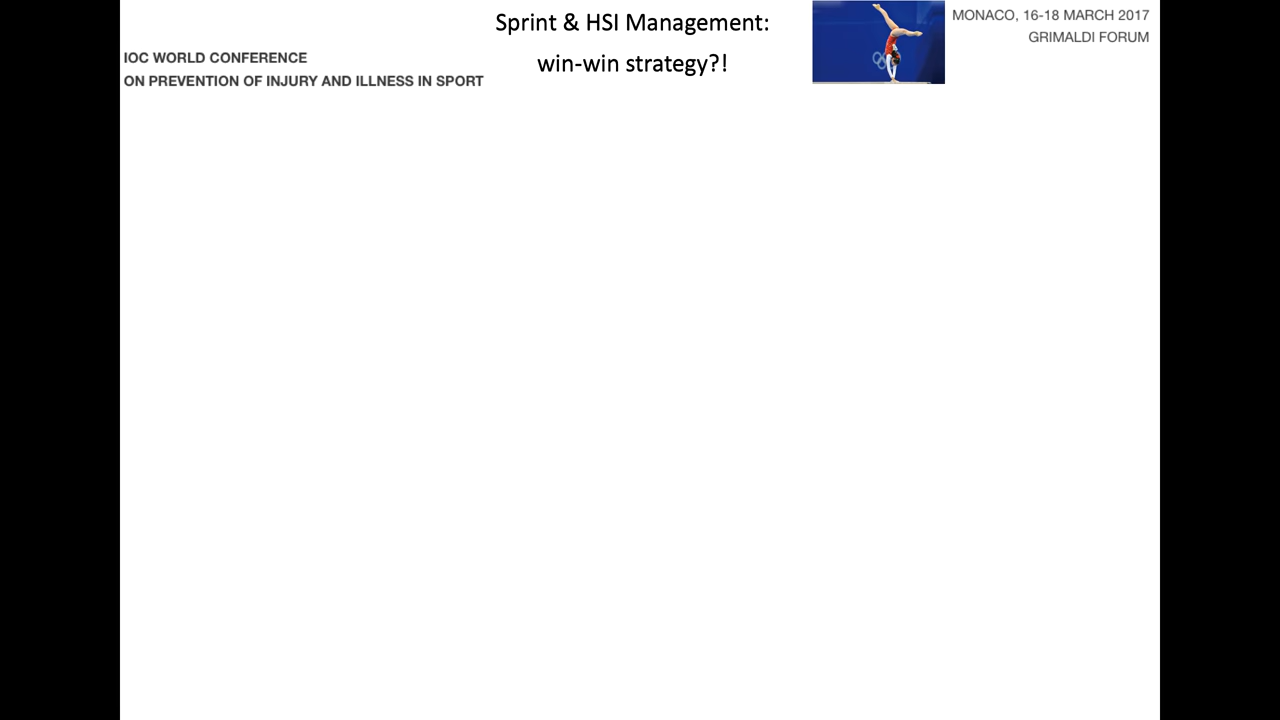 Sprint & HSI Management:
win-win strategy?!
IOC WORLD CONFERENCE
ON PREVENTION OF INJURY AND ILLNESS IN SPORT
MONACO, 16-18 MARCH 2017
GRIMALDI FORUM